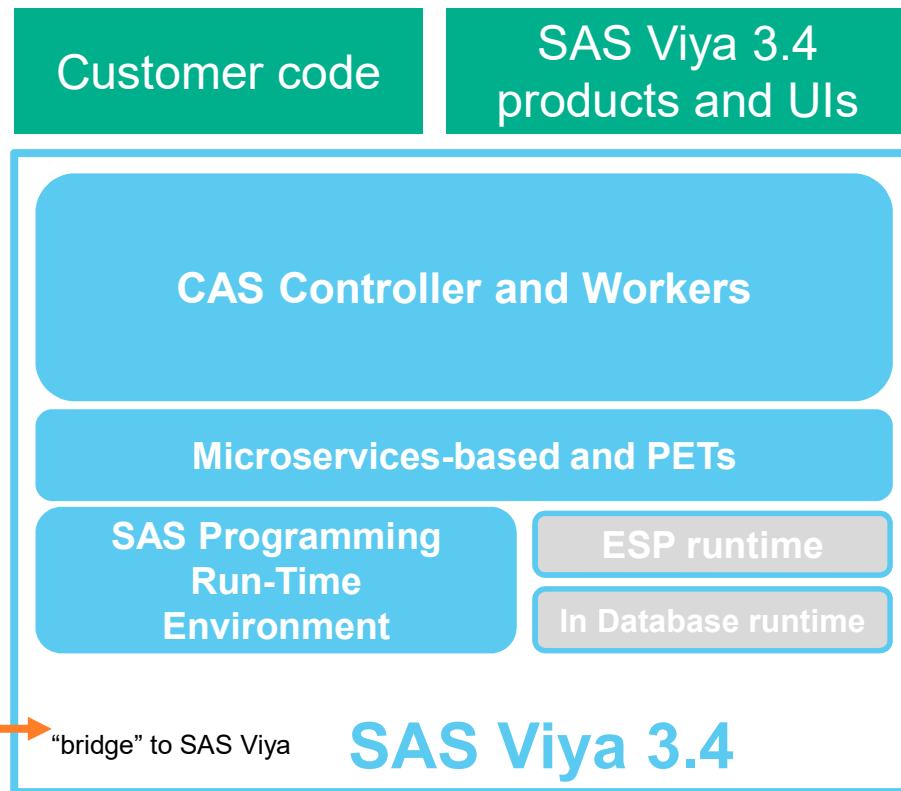 Customer code
SAS Viya 3.4
products and UIs
CAS Controller and Workers
Microservices-based and PETs
SAS Programming
Run-Time
Environment
ESP runtime
In Database runtime
“bridge” to SAS Viya
SAS Viya 3.4